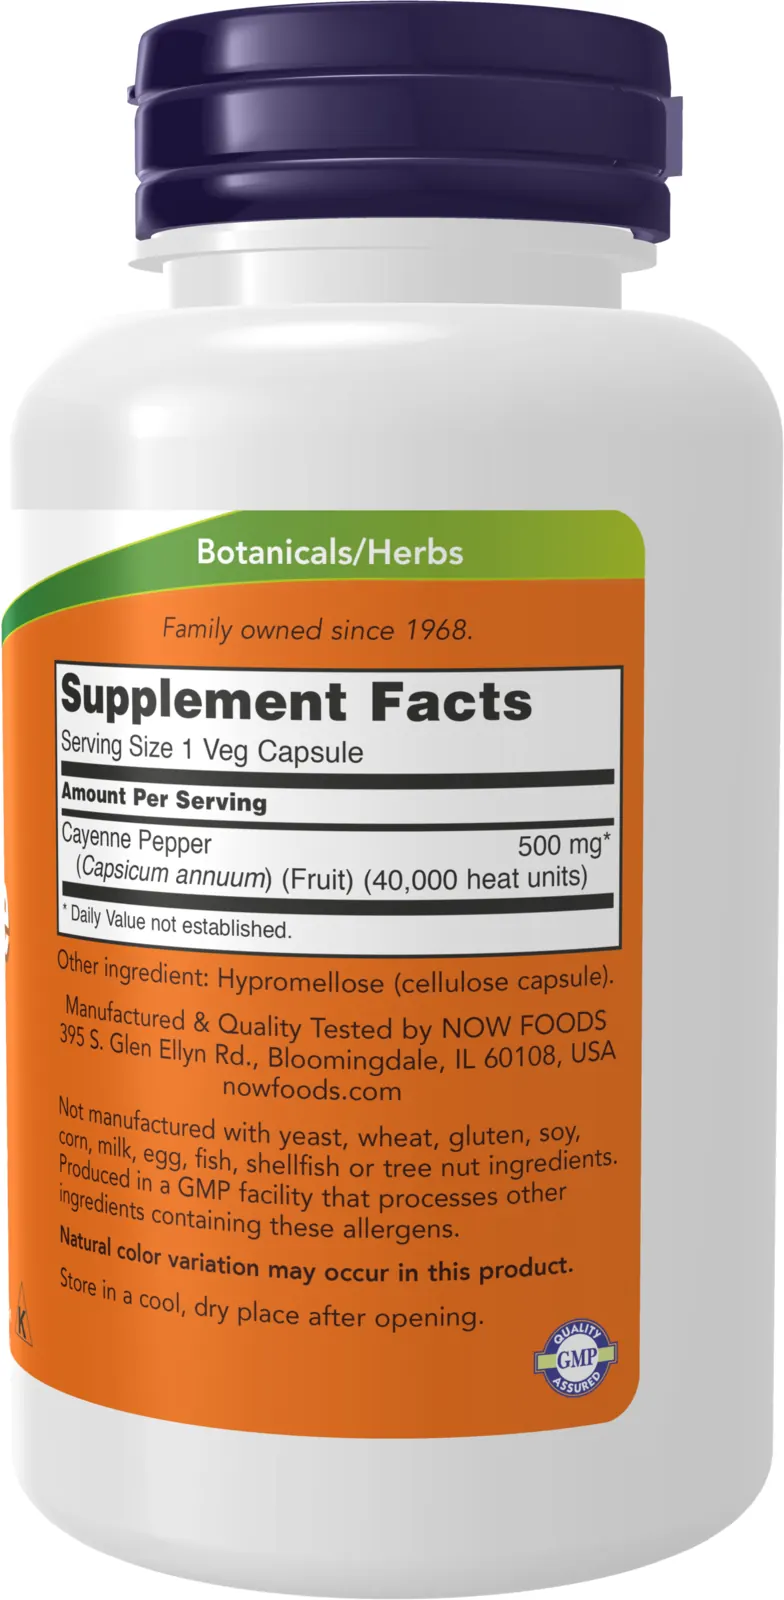 Botanicals/Herbs
Family owned since 1968.
Supplement Facts
Serving Size 1 Veg Capsule
Amount Per Serving
Cayenne Pepper 500 mg*
(Capsicum annuum) (Fruit) (40,000 heat units)
* Daily Value not established.
Other ingredient: Hypromellose (cellulose capsule).
Manufactured & Quality Tested by NOW FOODS
395 S. Glen Ellyn Rd., Bloomingdale, IL 60108, USA
nowfoods.com
Not manufactured with yeast, wheat, gluten, soy,
corn, milk, egg, fish, shellfish or tree nut ingredients.
Produced in a GMP facility that processes other
ingredients containing these allergens.
Natural color variation may occur in this product.
Store in a cool, dry place after opening.
K
QUALITY
GMP
ASSURED